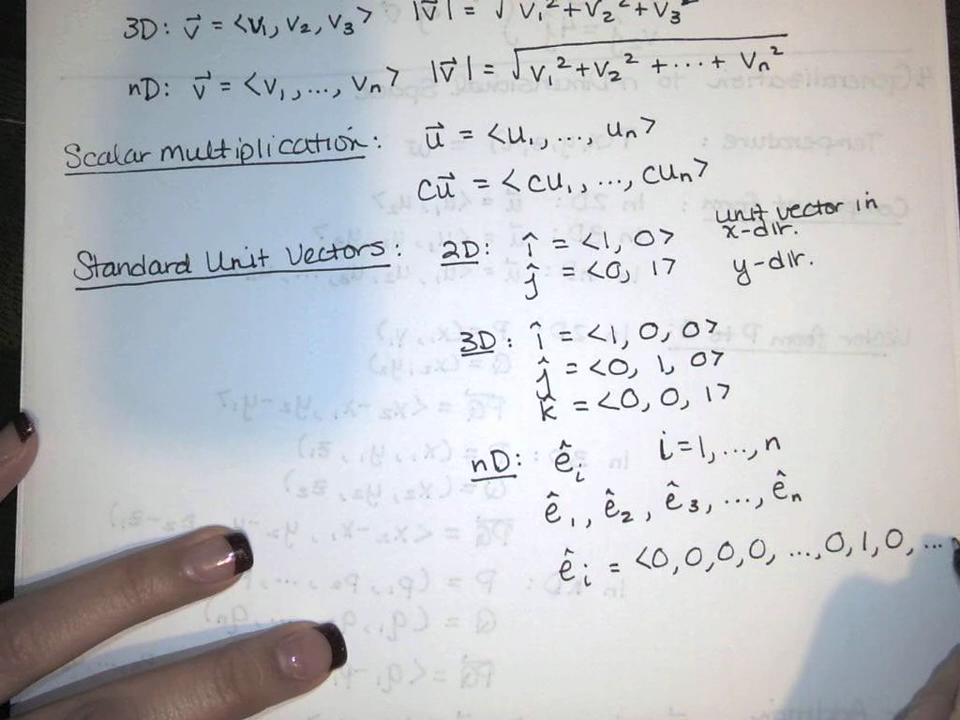 3D: v⃗ = <v₁, v₂, v₃> |v⃗| = √v₁²+v₂²+v₃²
nD: v⃗ = <v₁,..., vₙ> |v⃗| = √v₁²+v₂² +···+ vₙ²
Scalar multiplication: u⃗ = <u₁,..., uₙ>
cu⃗ = <cu₁,..., cuₙ>
Standard Unit Vectors: 2D: î = <1, 0> unit vector in x-dir.
ĵ = <0, 1> y-dir.
3D: î = <1, 0, 0>
ĵ = <0, 1, 0>
k̂ = <0, 0, 1>
nD: êᵢ i=1,...,n
ê₁, ê₂, ê₃, ..., êₙ
êᵢ = <0,0,0,0, ...,0,1,0,...